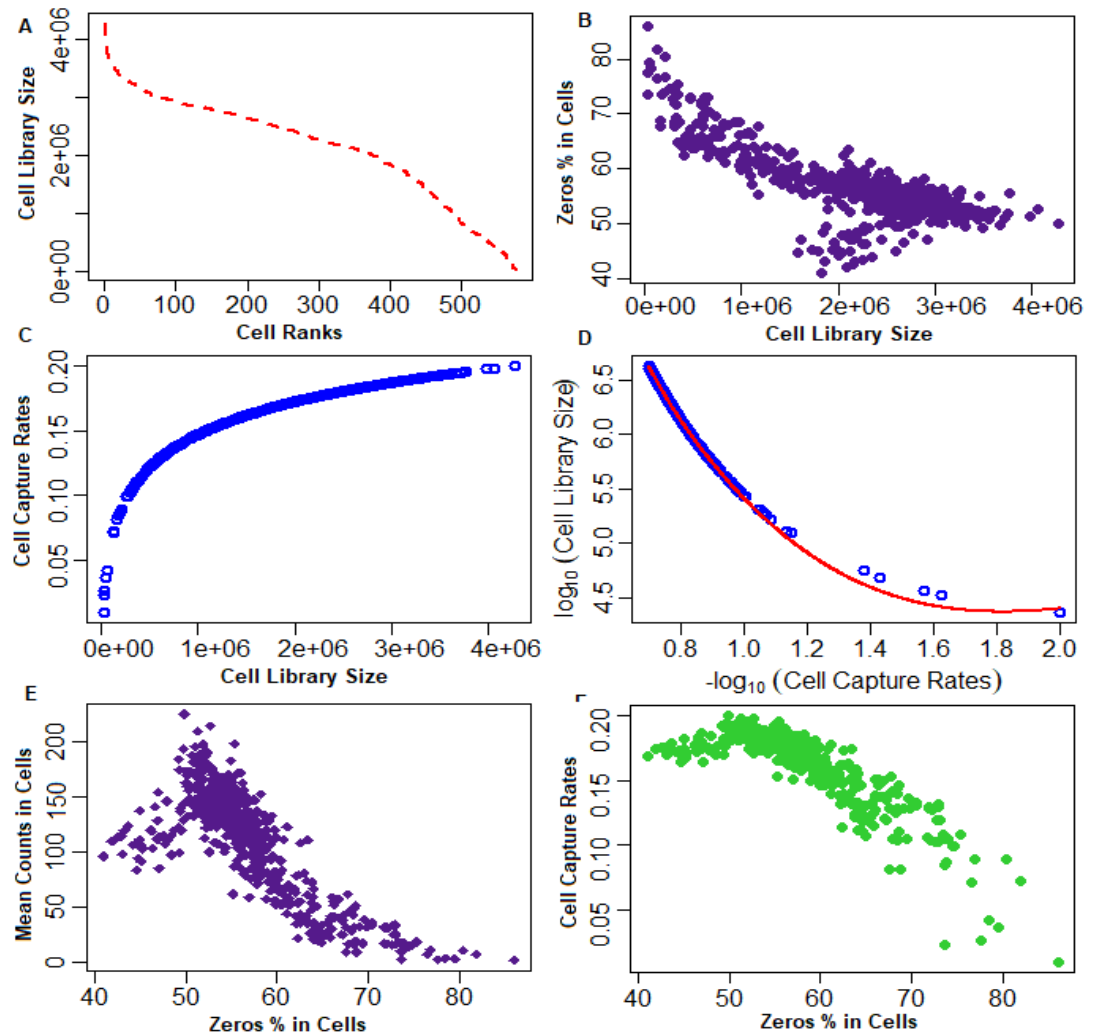 A
Cell Library Size
0e+00 2e+06 4e+06
0 100 200 300 400 500
Cell Ranks
B
Zeros % in Cells
40 50 60 70 80
0e+00 1e+06 2e+06 3e+06 4e+06
Cell Library Size
C
Cell Capture Rates
0.05 0.10 0.15 0.20
0e+00 1e+06 2e+06 3e+06 4e+06
Cell Library Size
D
log10 (Cell Library Size)
4.5 5.0 5.5 6.0 6.5
0.8 1.0 1.2 1.4 1.6 1.8 2.0
-log10 (Cell Capture Rates)
E
Mean Counts in Cells
0 50 100 150 200
40 50 60 70 80
Zeros % in Cells
Cell Capture Rates
0.05 0.10 0.15 0.20
40 50 60 70 80
Zeros % in Cells